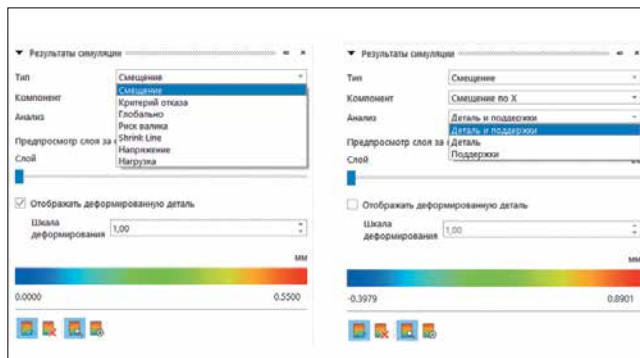 Результаты симуляции
Тип
Смещение
Смещение
Критерий отказа
Глобально
Риск валика
Shrink Line
Напряжение
Нагрузка
Компонент
Анализ
Предпросмотр слоя за
Слой
Отображать деформированную деталь
Шкала деформирования
1,00
мм
0.0000
0.5500
Результаты симуляции
Тип
Смещение
Компонент
Смещение по X
Анализ
Деталь и поддержки
Деталь и поддержки
Деталь
Поддержки
Предпросмотр слоя за
Слой
Отображать деформированную деталь
Шкала деформирования
1,00
мм
-0.3979
0.8901